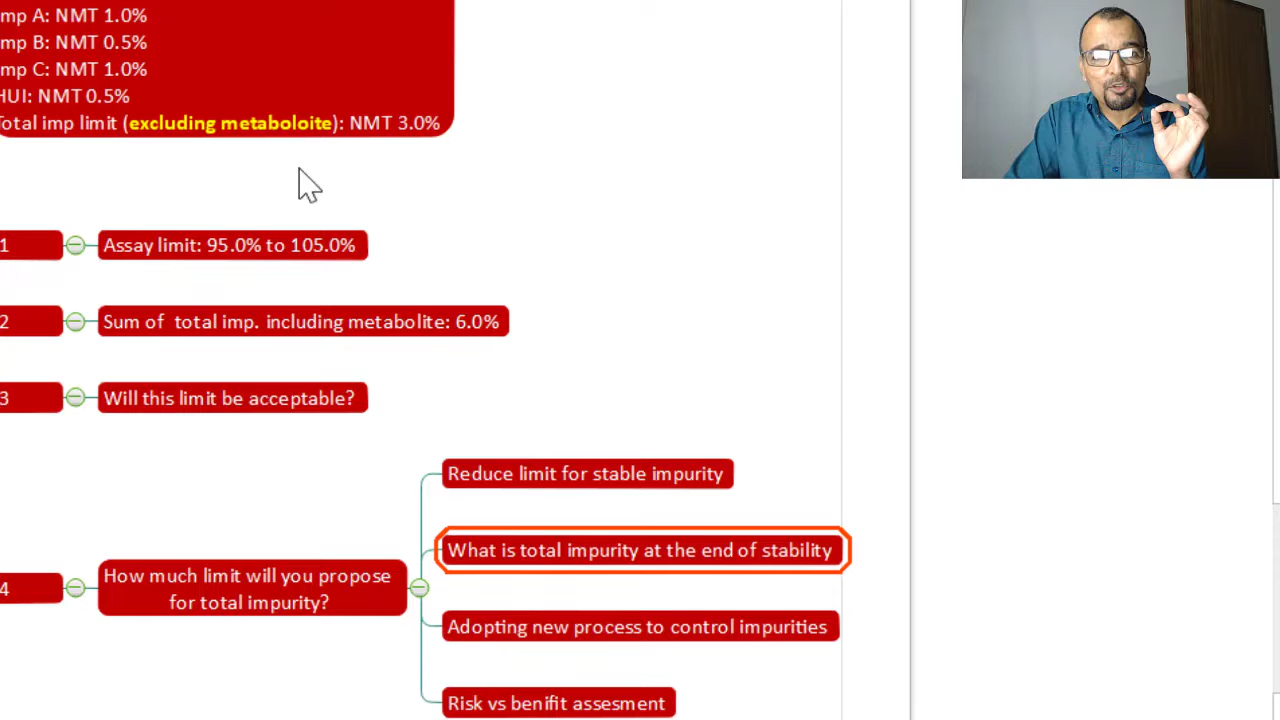 mp A: NMT 1.0%
mp B: NMT 0.5%
mp C: NMT 1.0%
HUI: NMT 0.5%
Total imp limit (excluding metaboloite): NMT 3.0%
1
Assay limit: 95.0% to 105.0%
2
Sum of total imp. including metabolite: 6.0%
3
Will this limit be acceptable?
Reduce limit for stable impurity
What is total impurity at the end of stability
4
How much limit will you propose
for total impurity?
Adopting new process to control impurities
Risk vs benifit assesment